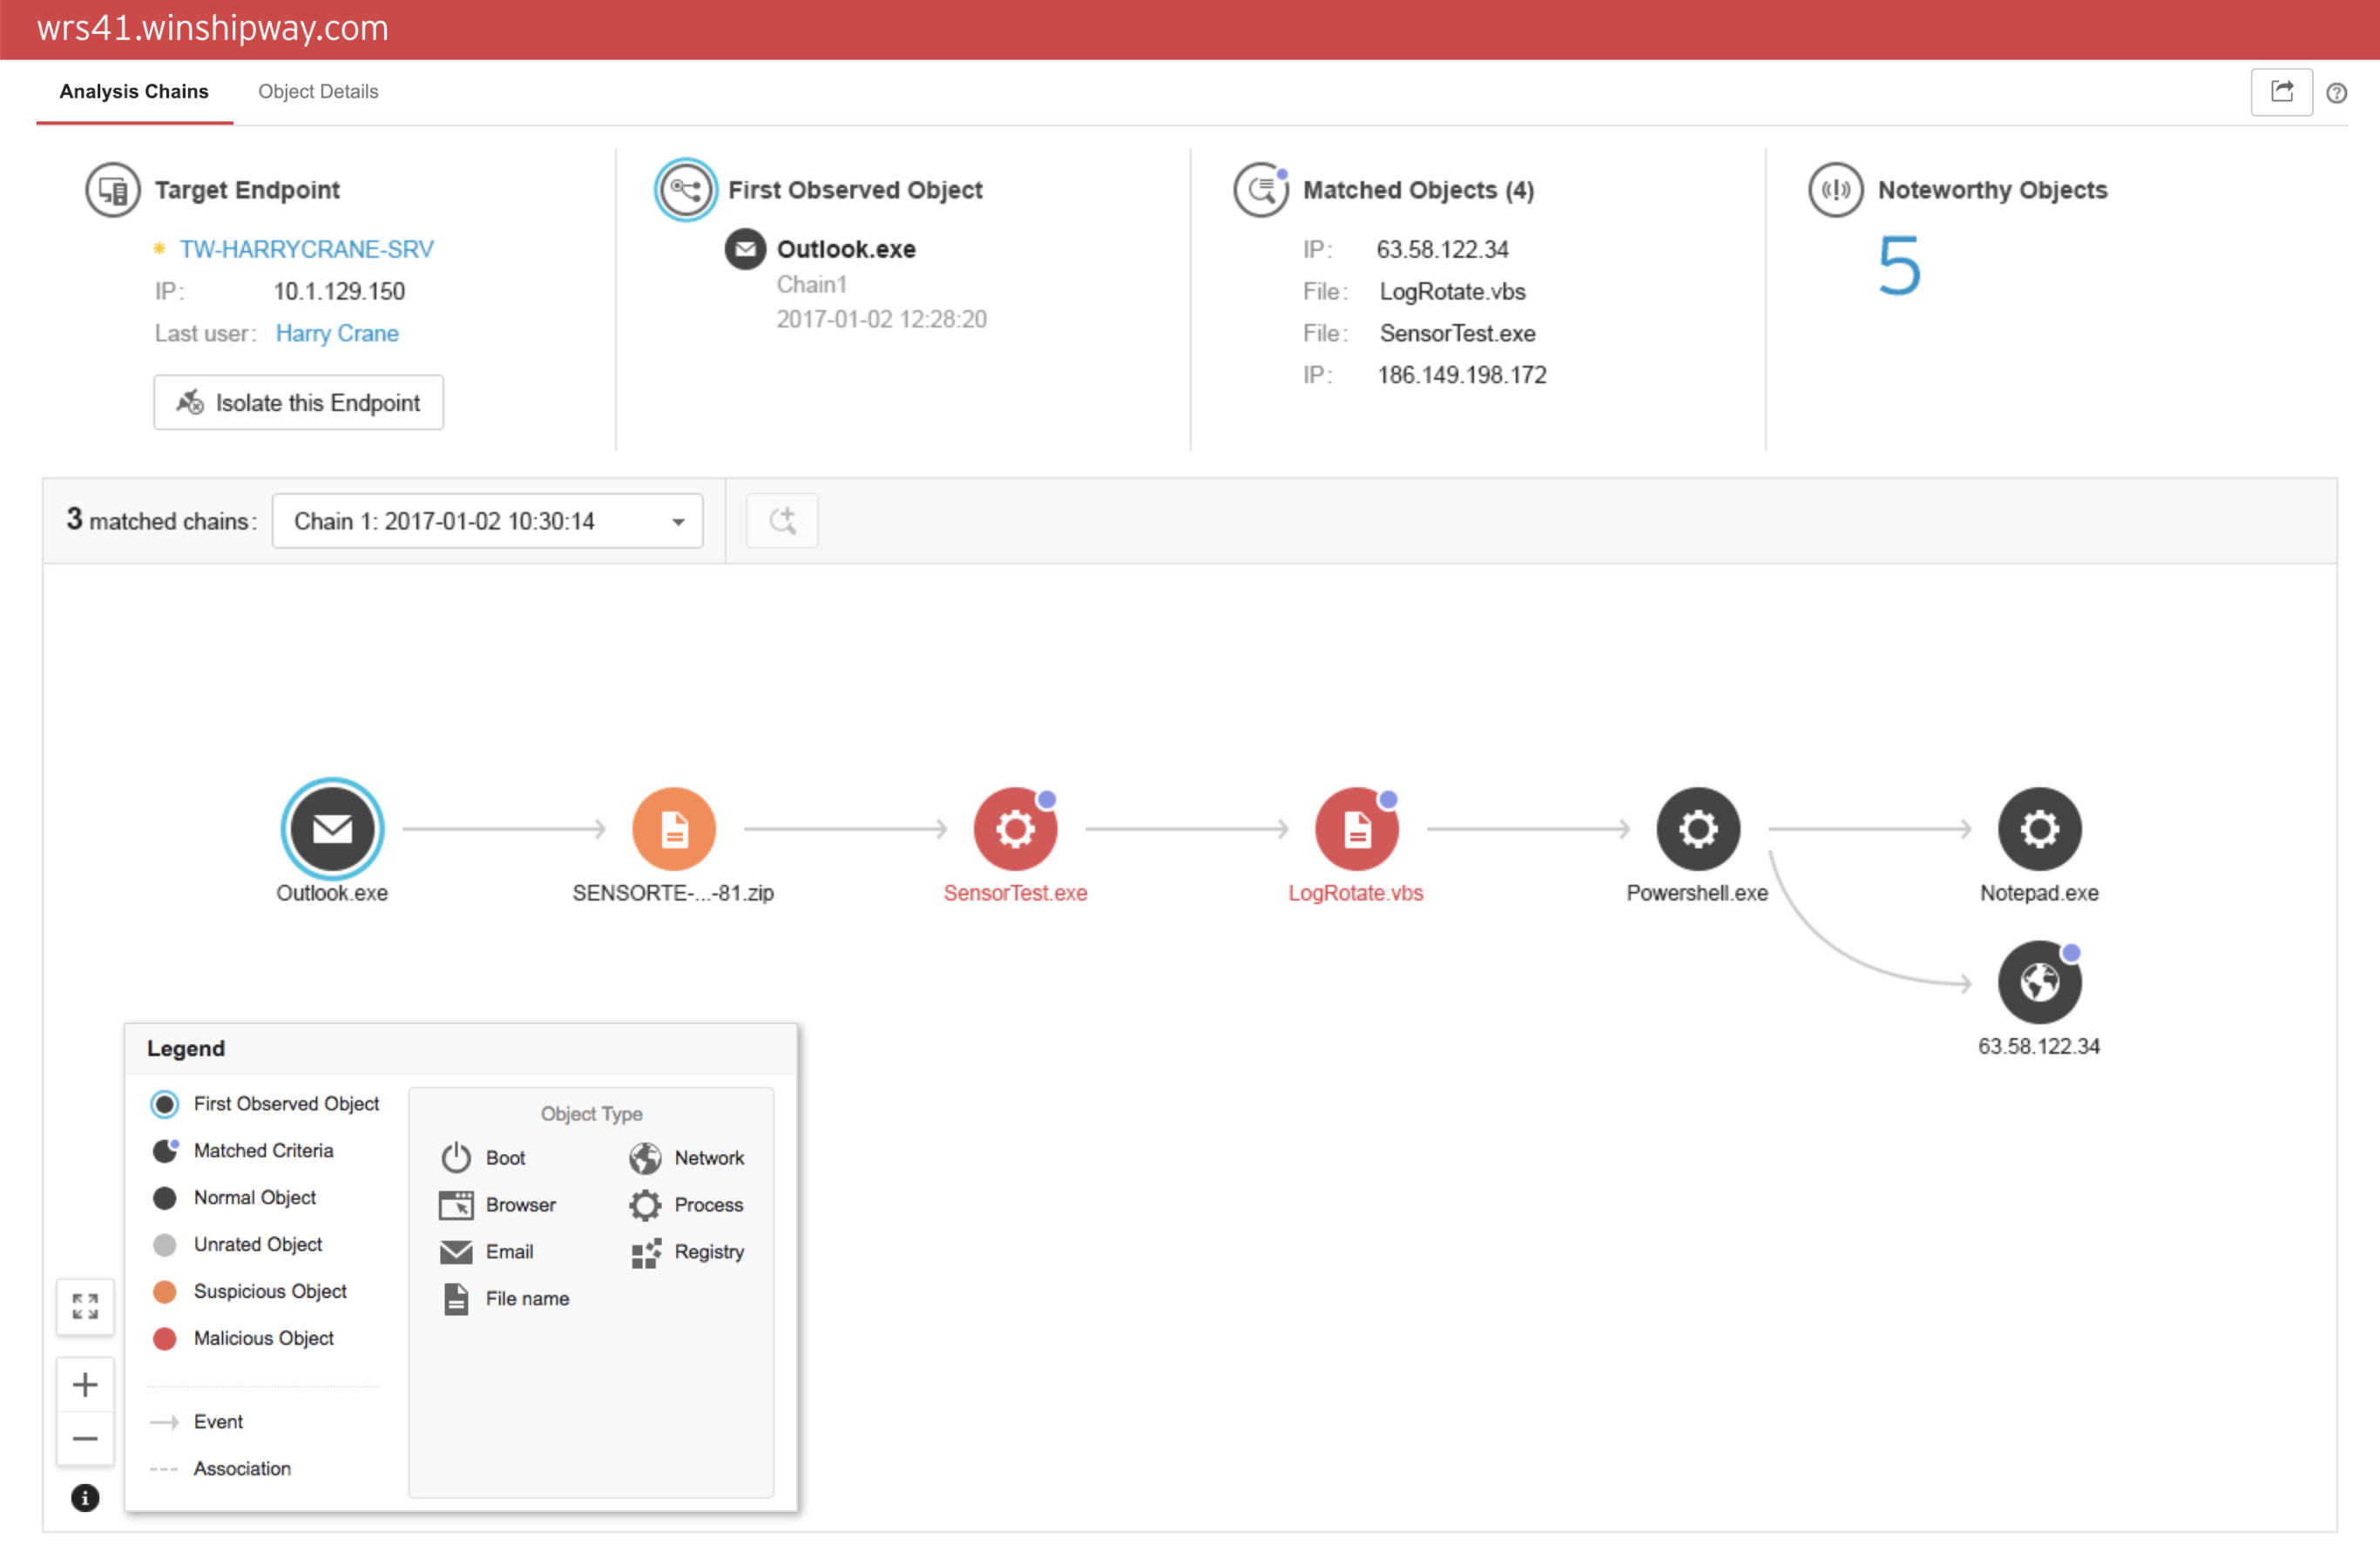 wrs41.winshipway.com
Analysis Chains
Object Details
Target Endpoint
TW-HARRYCRANE-SRV
IP: 10.1.129.150
Last user: Harry Crane
Isolate this Endpoint
First Observed Object
Outlook.exe
Chain1
2017-01-02 12:28:20
Matched Objects (4)
IP: 63.58.122.34
File: LogRotate.vbs
File: SensorTest.exe
IP: 186.149.198.172
Noteworthy Objects
5
3 matched chains: Chain 1: 2017-01-02 10:30:14
Outlook.exe
SENSORTE-...-81.zip
SensorTest.exe
LogRotate.vbs
Powershell.exe
Notepad.exe
63.58.122.34
Legend
First Observed Object
Matched Criteria
Normal Object
Unrated Object
Suspicious Object
Malicious Object
Event
Association
Object Type
Boot
Network
Browser
Process
Email
Registry
File name